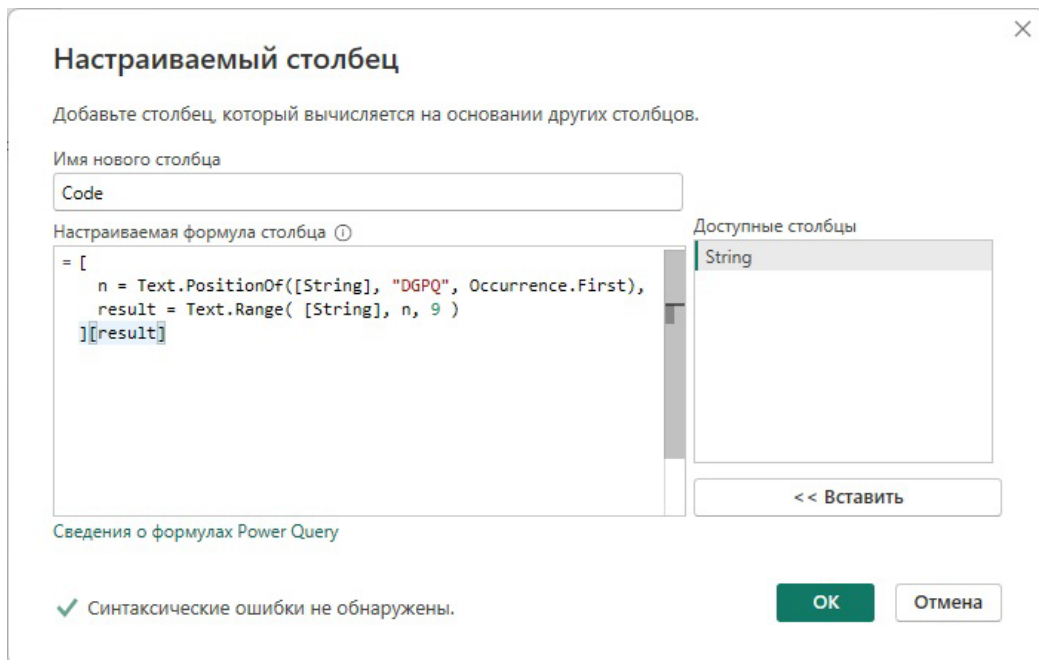 Настраиваемый столбец
Добавьте столбец, который вычисляется на основании других столбцов.
Имя нового столбца
Code
Настраиваемая формула столбца
Доступные столбцы
= [
n = Text.PositionOf([String], "DGPQ", Occurrence.First),
result = Text.Range( [String], n, 9 )
][result]
String
<< Вставить
Сведения о формулах Power Query
Синтаксические ошибки не обнаружены.
ОК
Отмена